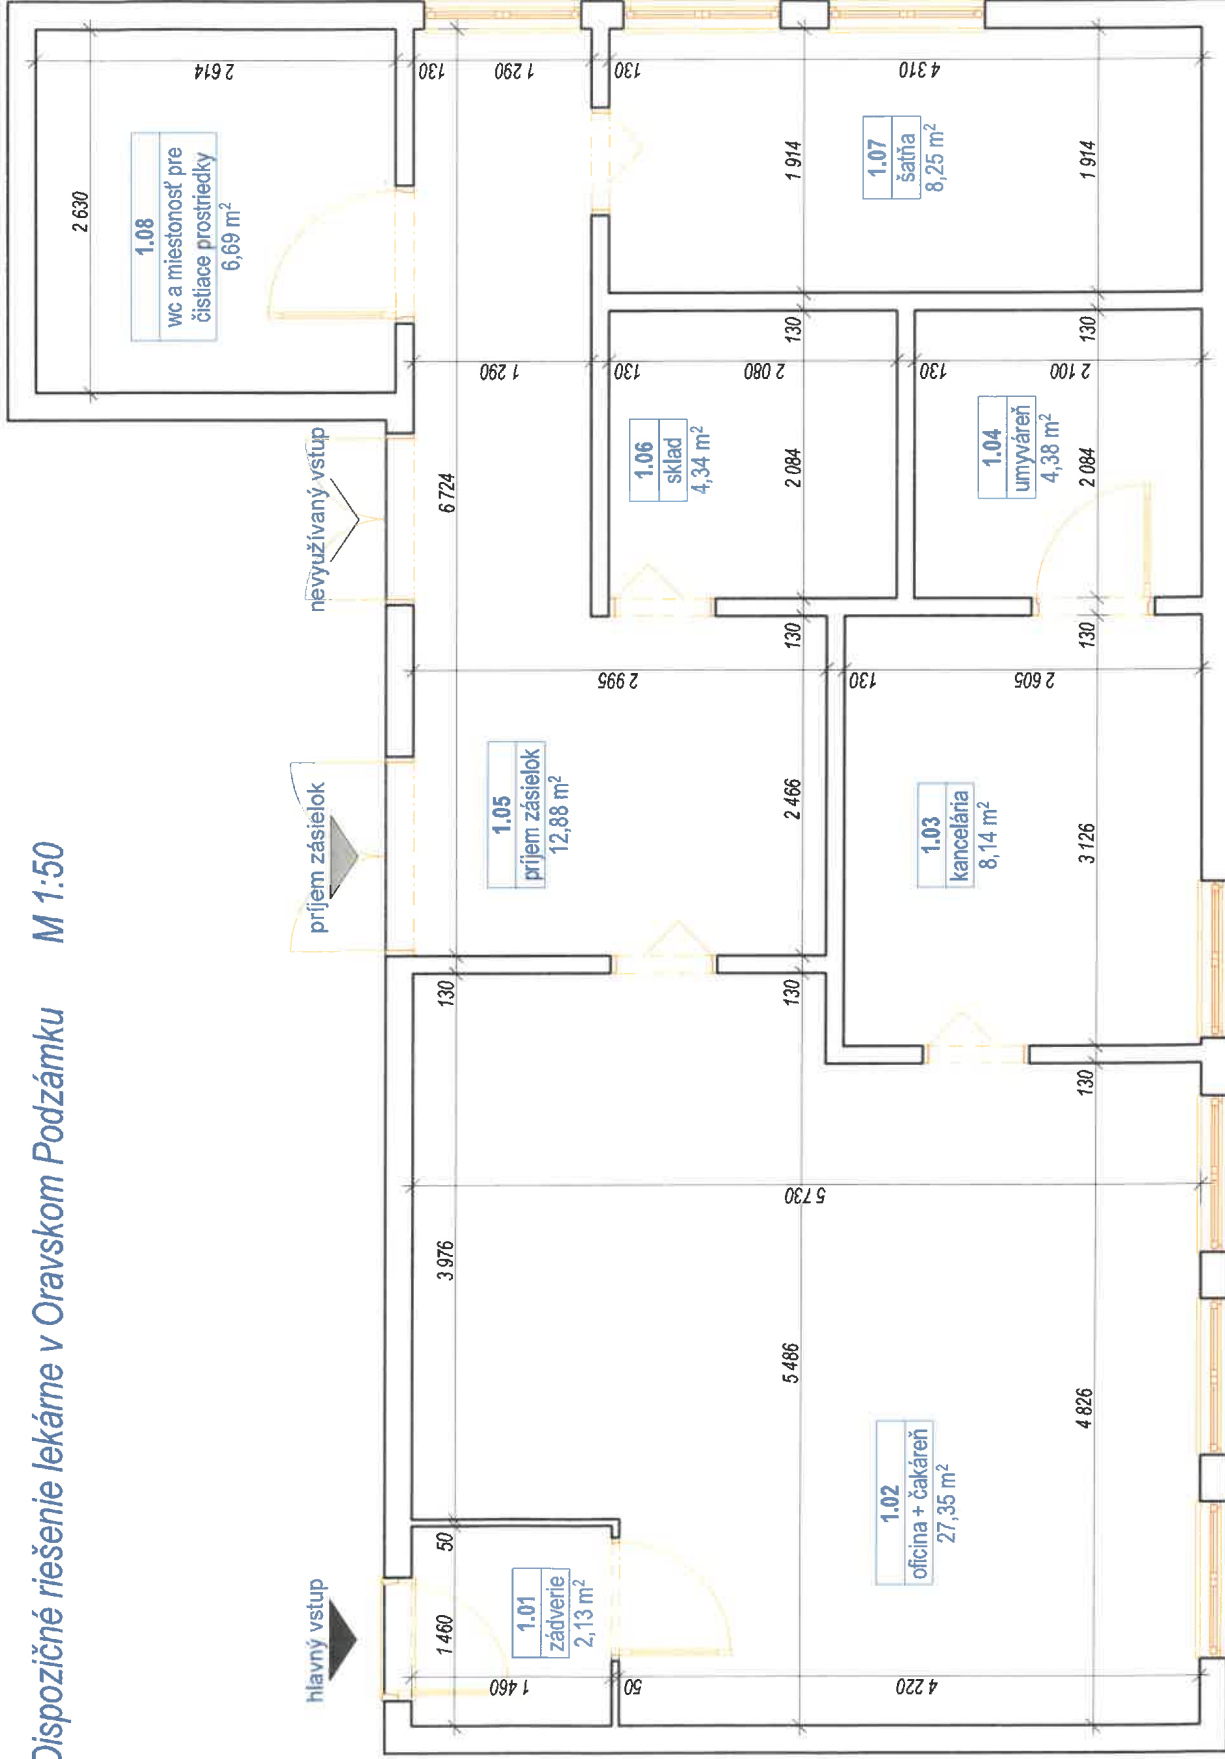 Dispozičné riešenie lekárne v Oravskom Podzámku M 1:50
hlavný vstup
príjem zásielok
nevyužívaný vstup
1.01
zádverie
2,13 m²
1.02
oficina + čakáreň
27,35 m²
1.03
kancelária
8,14 m²
1.04
umyváreň
4,38 m²
1.05
príjem zásielok
12,88 m²
1.06
sklad
4,34 m²
1.07
šatňa
8,25 m²
1.08
wc a miestonosť pre
čistiace prostriedky
6,69 m²
2 630
2 614
130
1 290
130
4 310
1 460
50
3 976
130
6 724
1 460
50
4 220
5 730
5 486
130
2 466
130
2 084
130
1 914
4 826
130
3 126
130
2 084
130
1 914
2 995
130
2 605
1 290
130
2 080
130
2 100